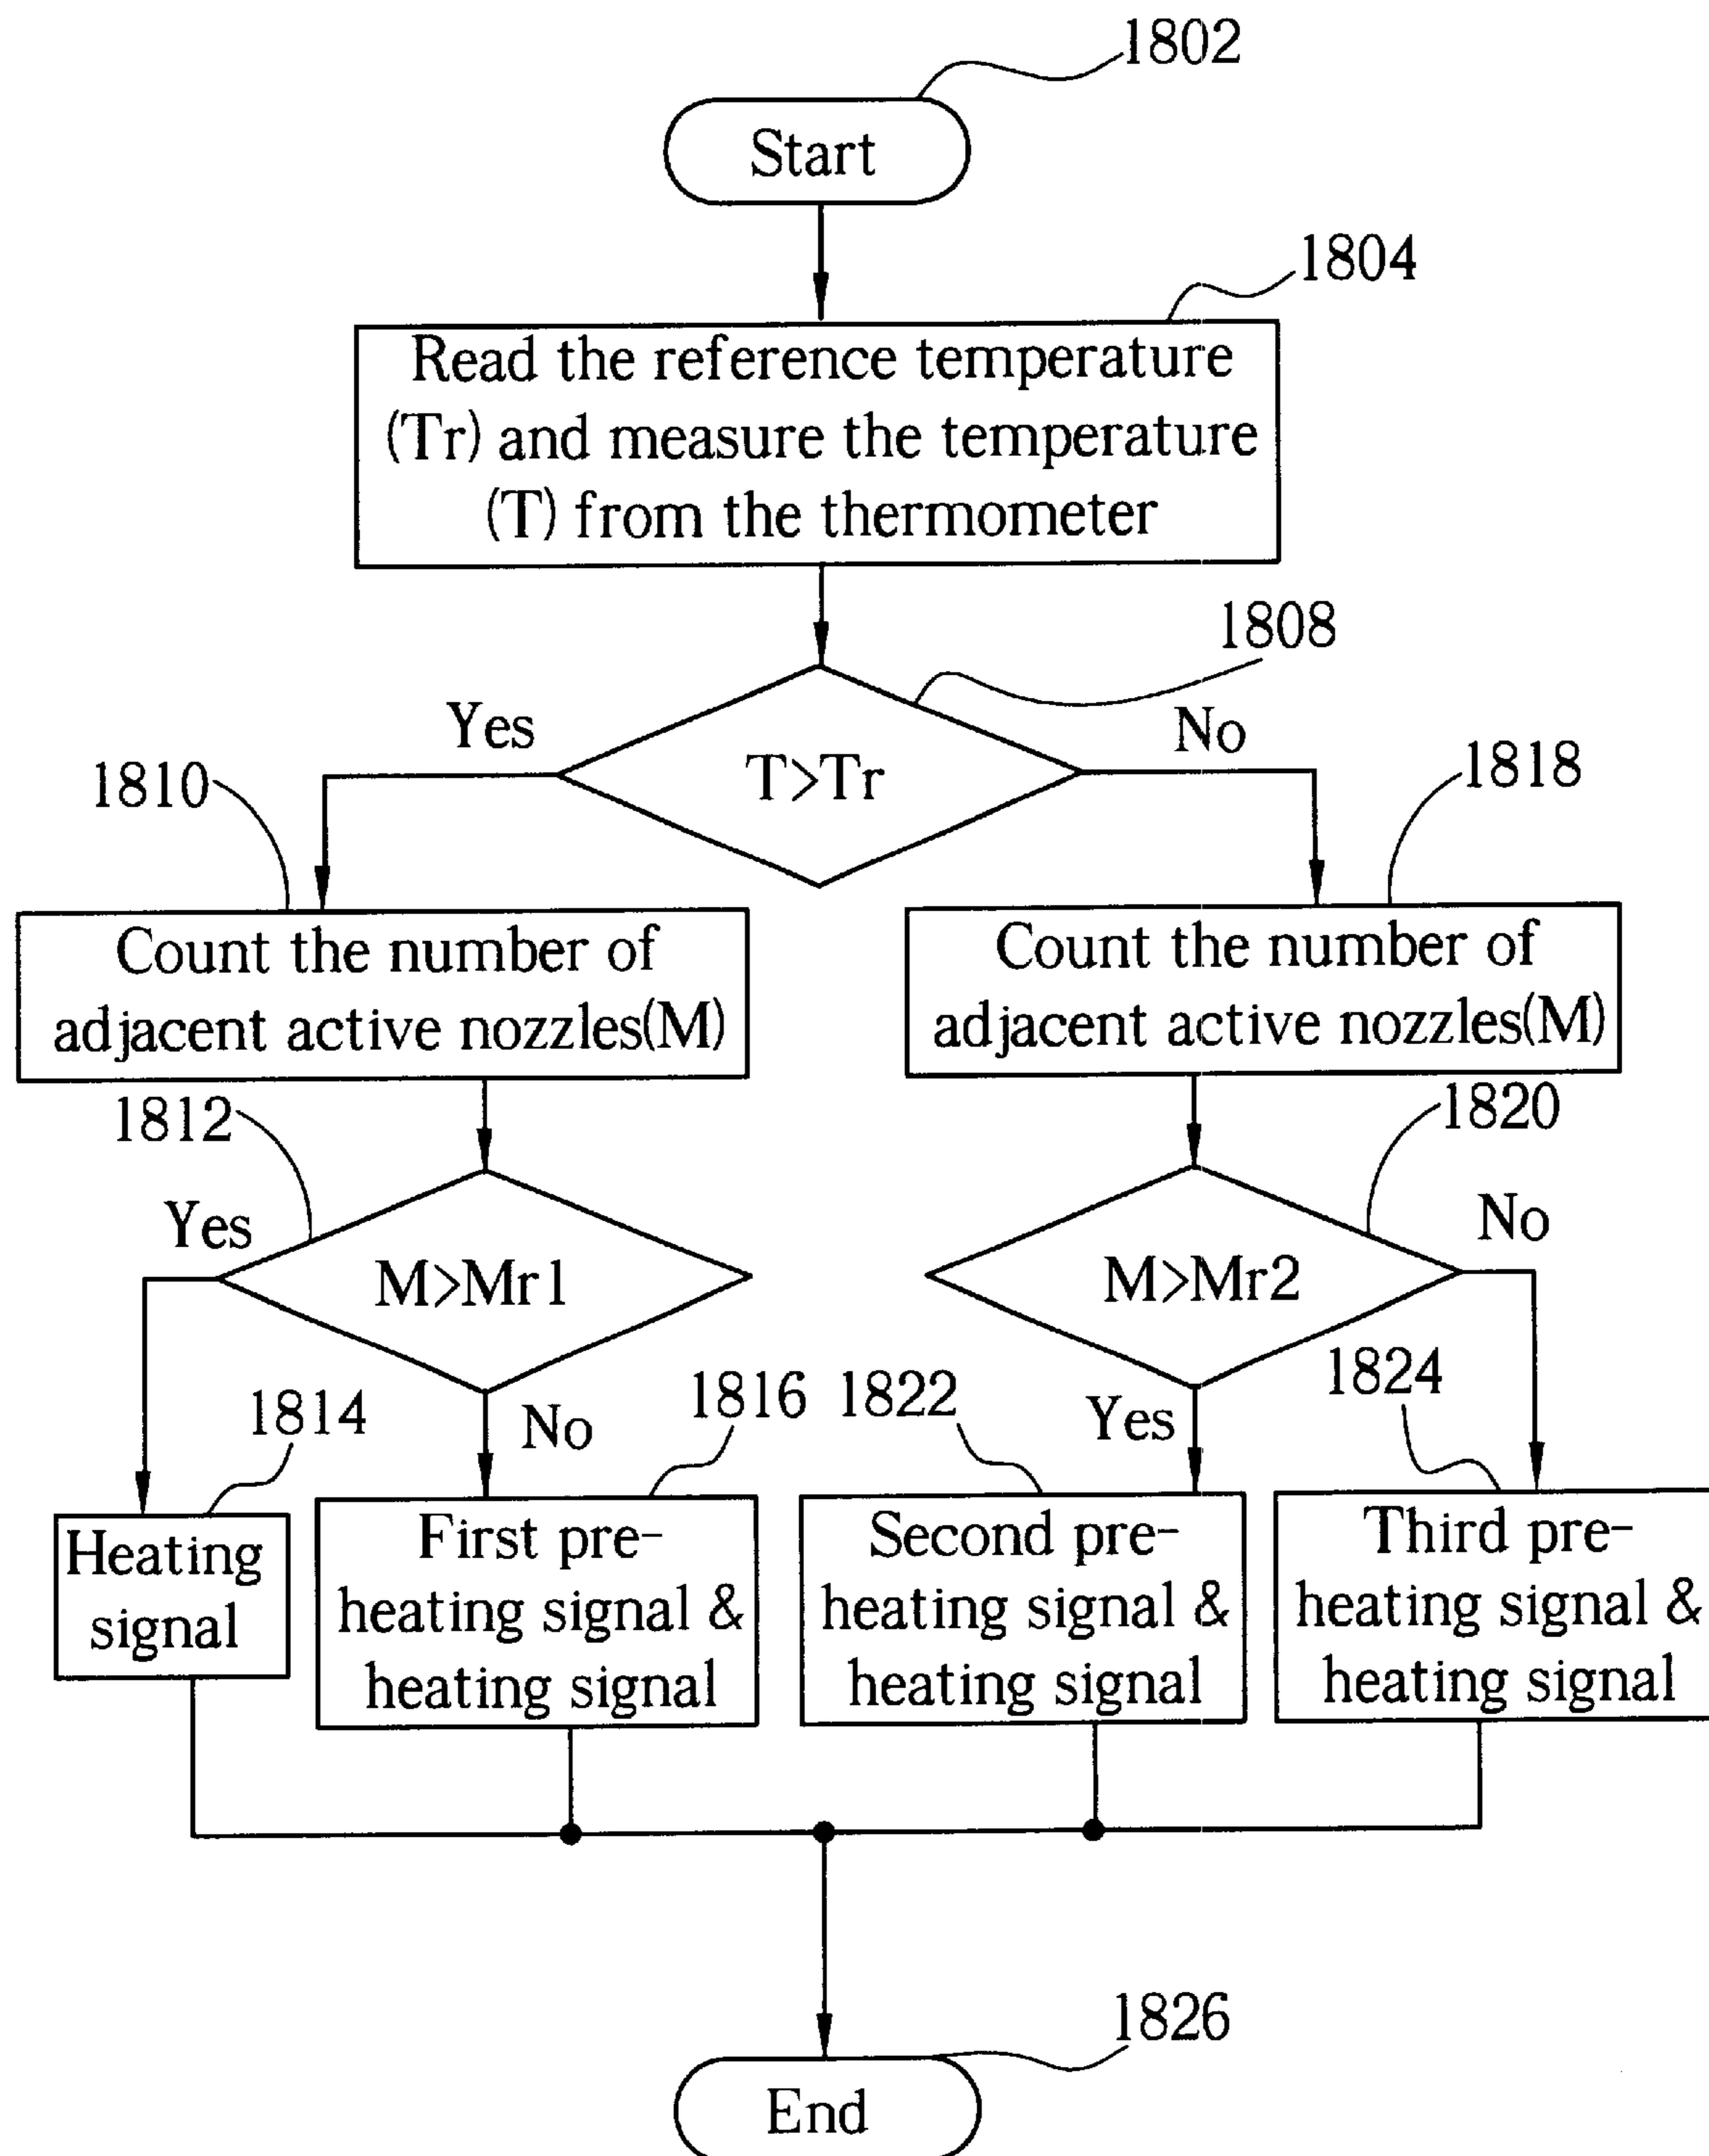 1802
Start
1804
Read the reference temperature
(Tr) and measure the temperature
(T) from the thermometer
1808
Yes
No
T>Tr
1810
1818
Count the number of
adjacent active nozzles(M)
Count the number of
adjacent active nozzles(M)
1812
1820
Yes
No
M>Mr1
M>Mr2
1814
No
1816
1822
Yes
1824
Heating
signal
First pre-
heating signal &
heating signal
Second pre-
heating signal &
heating signal
Third pre-
heating signal &
heating signal
1826
End